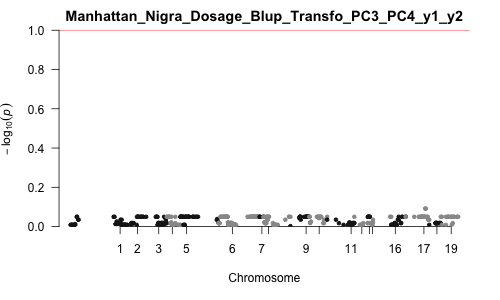 Manhattan_Nigra_Dosage_Blup_Transfo_PC3_PC4_y1_y2
1.0
0.8
0.6
0.4
0.2
0.0
− log10(p)
1 2 3 5 6 7 9 11 16 17 19
Chromosome